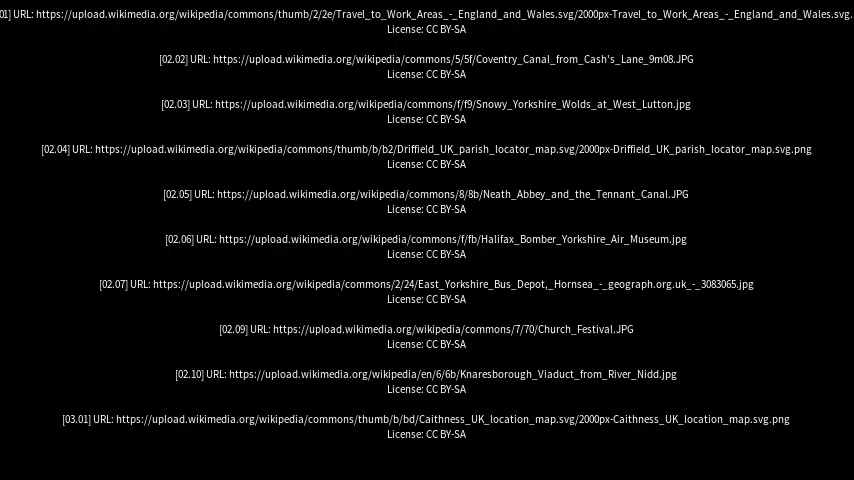 01] URL: https://upload.wikimedia.org/wikipedia/commons/thumb/2/2e/Travel_to_Work_Areas_-_England_and_Wales.svg/2000px-Travel_to_Work_Areas_-_England_and_Wales.svg.
License: CC BY-SA
[02.02] URL: https://upload.wikimedia.org/wikipedia/commons/5/5f/Coventry_Canal_from_Cash's_Lane_9m08.JPG
License: CC BY-SA
[02.03] URL: https://upload.wikimedia.org/wikipedia/commons/f/f9/Snowy_Yorkshire_Wolds_at_West_Lutton.jpg
License: CC BY-SA
[02.04] URL: https://upload.wikimedia.org/wikipedia/commons/thumb/b/b2/Driffield_UK_parish_locator_map.svg/2000px-Driffield_UK_parish_locator_map.svg.png
License: CC BY-SA
[02.05] URL: https://upload.wikimedia.org/wikipedia/commons/8/8b/Neath_Abbey_and_the_Tennant_Canal.JPG
License: CC BY-SA
[02.06] URL: https://upload.wikimedia.org/wikipedia/commons/f/fb/Halifax_Bomber_Yorkshire_Air_Museum.jpg
License: CC BY-SA
[02.07] URL: https://upload.wikimedia.org/wikipedia/commons/2/24/East_Yorkshire_Bus_Depot,_Hornsea_-_geograph.org.uk_-_3083065.jpg
License: CC BY-SA
[02.09] URL: https://upload.wikimedia.org/wikipedia/commons/7/70/Church_Festival.JPG
License: CC BY-SA
[02.10] URL: https://upload.wikimedia.org/wikipedia/en/6/6b/Knaresborough_Viaduct_from_River_Nidd.jpg
License: CC BY-SA
[03.01] URL: https://upload.wikimedia.org/wikipedia/commons/thumb/b/bd/Caithness_UK_location_map.svg/2000px-Caithness_UK_location_map.svg.png
License: CC BY-SA